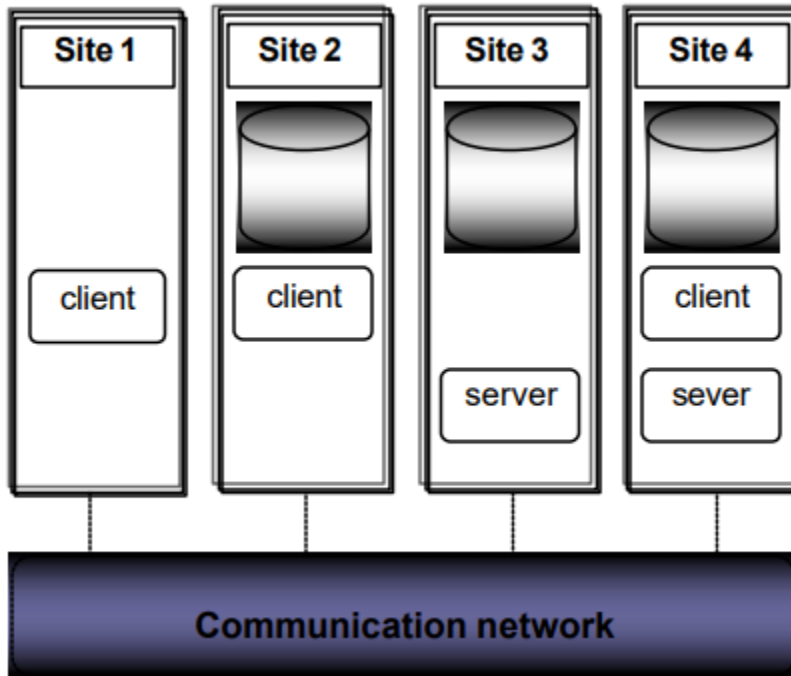 Site 1
Site 2
Site 3
Site 4
client
client
client
server
sever
Communication network